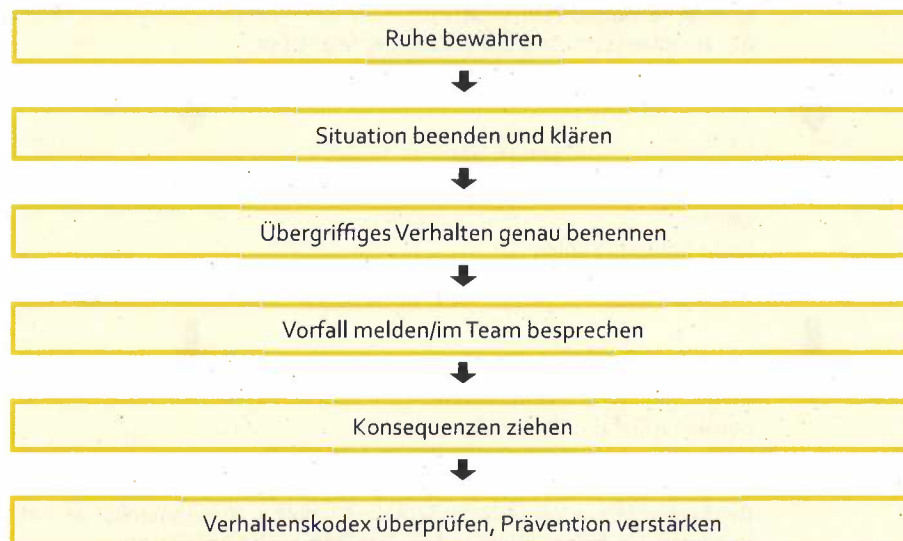 Ruhe bewahren
Situation beenden und klären
Übergriffiges Verhalten genau benennen
Vorfall melden/im Team besprechen
Konsequenzen ziehen
Verhaltenskodex überprüfen, Prävention verstärken